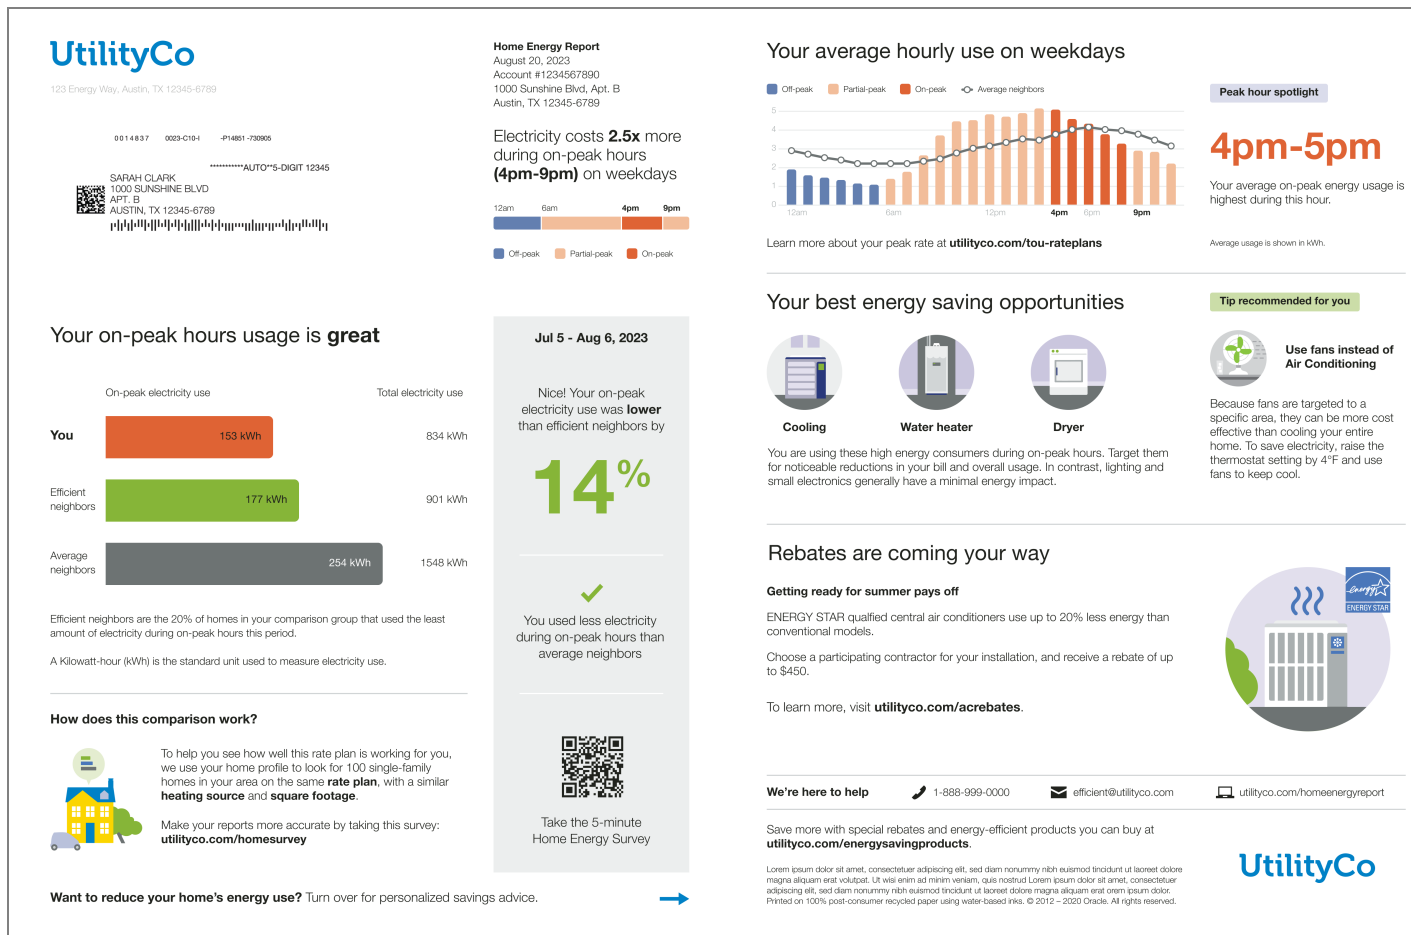 UtilityCo
123 Energy Way, Austin, TX 12345-6789
0 0 1 4 8 3 7 0023-C10-I -P14851 -730905
***********AUTO**5-DIGIT 12345
SARAH CLARK
1000 SUNSHINE BLVD
APT. B
AUSTIN, TX 12345-6789
Home Energy Report
August 20, 2023
Account #1234567890
1000 Sunshine Blvd, Apt. B
Austin, TX 12345-6789
Electricity costs 2.5x more
during on-peak hours
(4pm-9pm) on weekdays
12am 6am 4pm 9pm
Off-peak Partial-peak On-peak
Your on-peak hours usage is great
On-peak electricity use Total electricity use
You 153 kWh 834 kWh
Efficient
neighbors
177 kWh 901 kWh
Average
neighbors
254 kWh 1548 kWh
Efficient neighbors are the 20% of homes in your comparison group that used the least
amount of electricity during on-peak hours this period.
A Kilowatt-hour (kWh) is the standard unit used to measure electricity use.
How does this comparison work?
To help you see how well this rate plan is working for you,
we use your home profile to look for 100 single-family
homes in your area on the same rate plan, with a similar
heating source and square footage.
Make your reports more accurate by taking this survey:
utilityco.com/homesurvey
Jul 5 - Aug 6, 2023
Nice! Your on-peak
electricity use was lower
than efficient neighbors by
14%
You used less electricity
during on-peak hours than
average neighbors
Take the 5-minute
Home Energy Survey
Want to reduce your home's energy use? Turn over for personalized savings advice.
Your average hourly use on weekdays
Off-peak Partial-peak On-peak Average neighbors
5
4
3
2
1
0
12am 6am 12pm 4pm 6pm 9pm
Learn more about your peak rate at utilityco.com/tou-rateplans
Peak hour spotlight
4pm-5pm
Your average on-peak energy usage is
highest during this hour.
Average usage is shown in kWh.
Your best energy saving opportunities
Cooling Water heater Dryer
You are using these high energy consumers during on-peak hours. Target them
for noticeable reductions in your bill and overall usage. In contrast, lighting and
small electronics generally have a minimal energy impact.
Tip recommended for you
Use fans instead of
Air Conditioning
Because fans are targeted to a
specific area, they can be more cost
effective than cooling your entire
home. To save electricity, raise the
thermostat setting by 4°F and use
fans to keep cool.
Rebates are coming your way
Getting ready for summer pays off
ENERGY STAR qualfied central air conditioners use up to 20% less energy than
conventional models.
Choose a participating contractor for your installation, and receive a rebate of up
to $450.
To learn more, visit utilityco.com/acrebates.
energy
ENERGY STAR
We're here to help 1-888-999-0000 efficient@utilityco.com utilityco.com/homeenergyreport
Save more with special rebates and energy-efficient products you can buy at
utilityco.com/energysavingproducts.
Lorem ipsum dolor sit amet, consectetuer adipiscing elit, sed diam nonummy nibh euismod tincidunt ut laoreet dolore
magna aliquam erat volutpat. Ut wisi enim ad minim veniam, quis nostrud Lorem ipsum dolor sit amet, consectetuer
adipiscing elit, sed diam nonummy nibh euismod tincidunt ut laoreet dolore magna aliquam erat orem ipsum dolor.
Printed on 100% post-consumer recycled paper using water-based inks. © 2012 – 2020 Oracle. All rights reserved.
UtilityCo